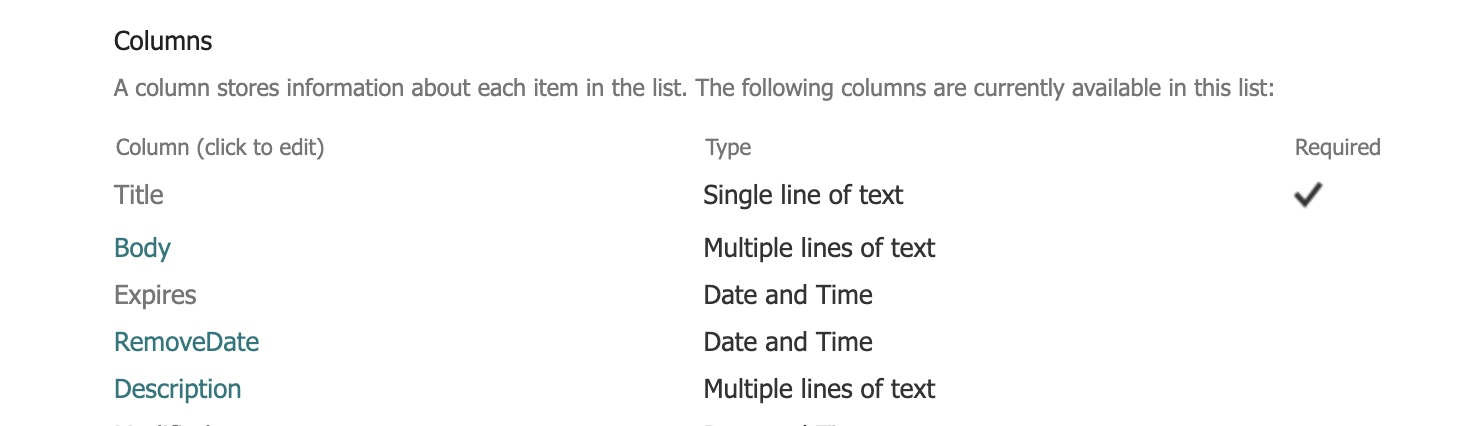 Columns
A column stores information about each item in the list. The following columns are currently available in this list:
Column (click to edit) Type Required
Title Single line of text
Body Multiple lines of text
Expires Date and Time
RemoveDate Date and Time
Description Multiple lines of text